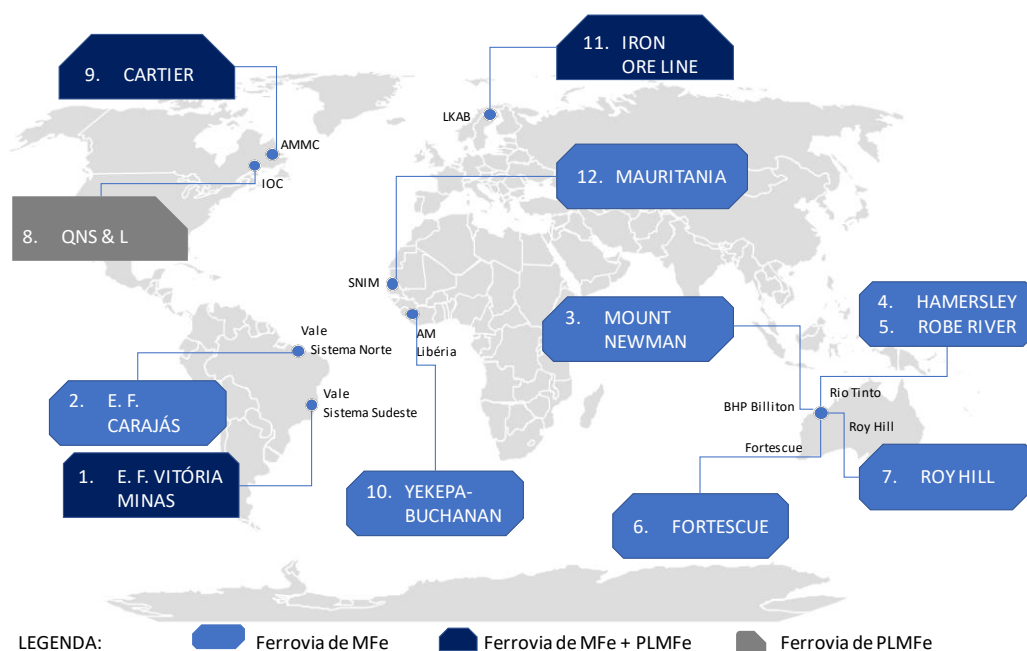 11. IRON
ORE LINE
9. CARTIER
LKAB
AMMC
IOC
12. MAURITANIA
8. QNS & L
SNIM
4. HAMERSLEY
5. ROBE RIVER
3. MOUNT
NEWMAN
AM
Libéria
Vale
Sistema Norte
2. E. F.
CARAJÁS
Vale
Sistema Sudeste
Rio Tinto
BHP Billiton
Roy Hill
Fortescue
1. E. F. VITÓRIA
MINAS
10. YEKEPA-
BUCHANAN
7. ROY HILL
6. FORTESCUE
LEGENDA: Ferrovia de MFe Ferrovia de MFe + PLMFe Ferrovia de PLMFe